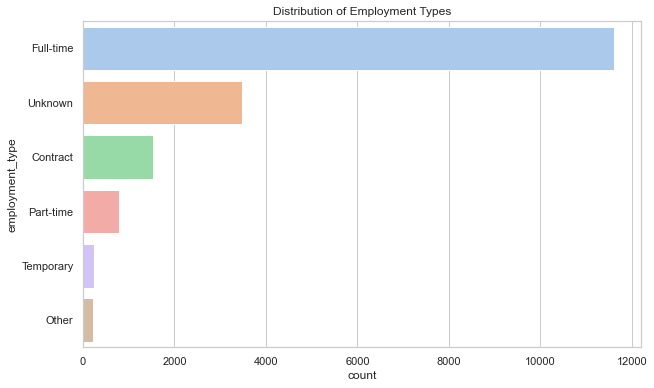 Distribution of Employment Types
employment_type
Full-time
Unknown
Contract
Part-time
Temporary
Other
0 2000 4000 6000 8000 10000 12000
count